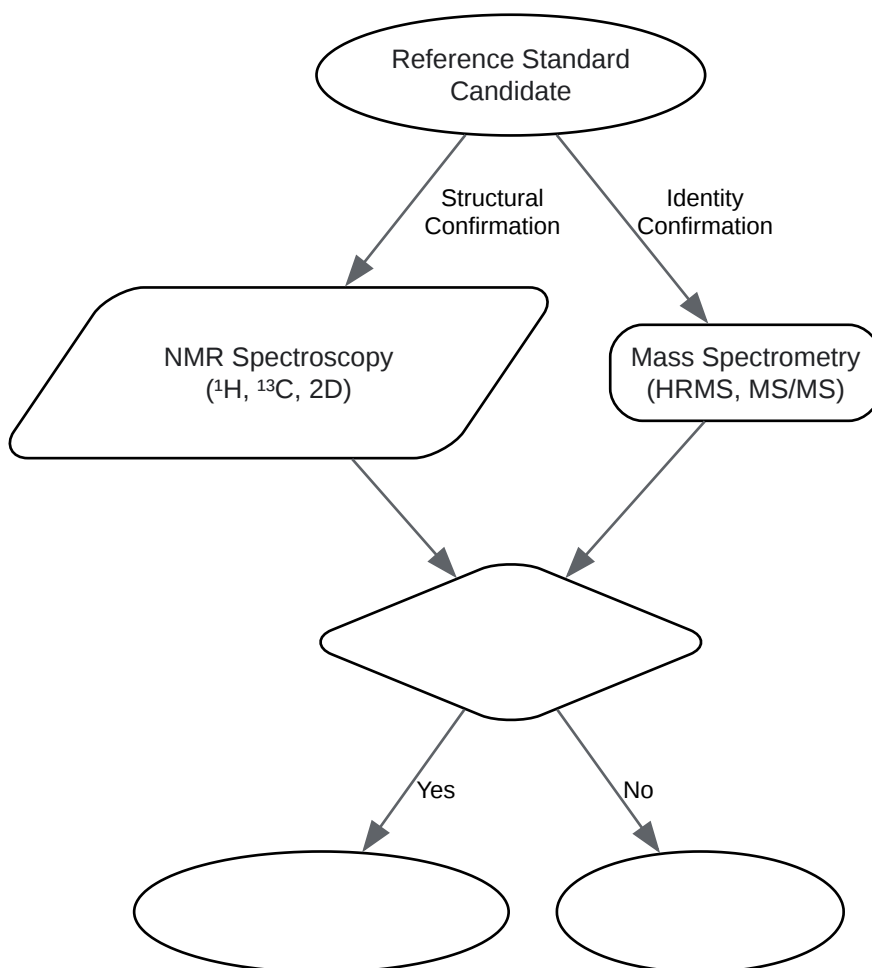 Reference Standard
Candidate
Structural
Confirmation
Identity
Confirmation
NMR Spectroscopy
(¹H, ¹³C, 2D)
Mass Spectrometry
(HRMS, MS/MS)
Yes
No